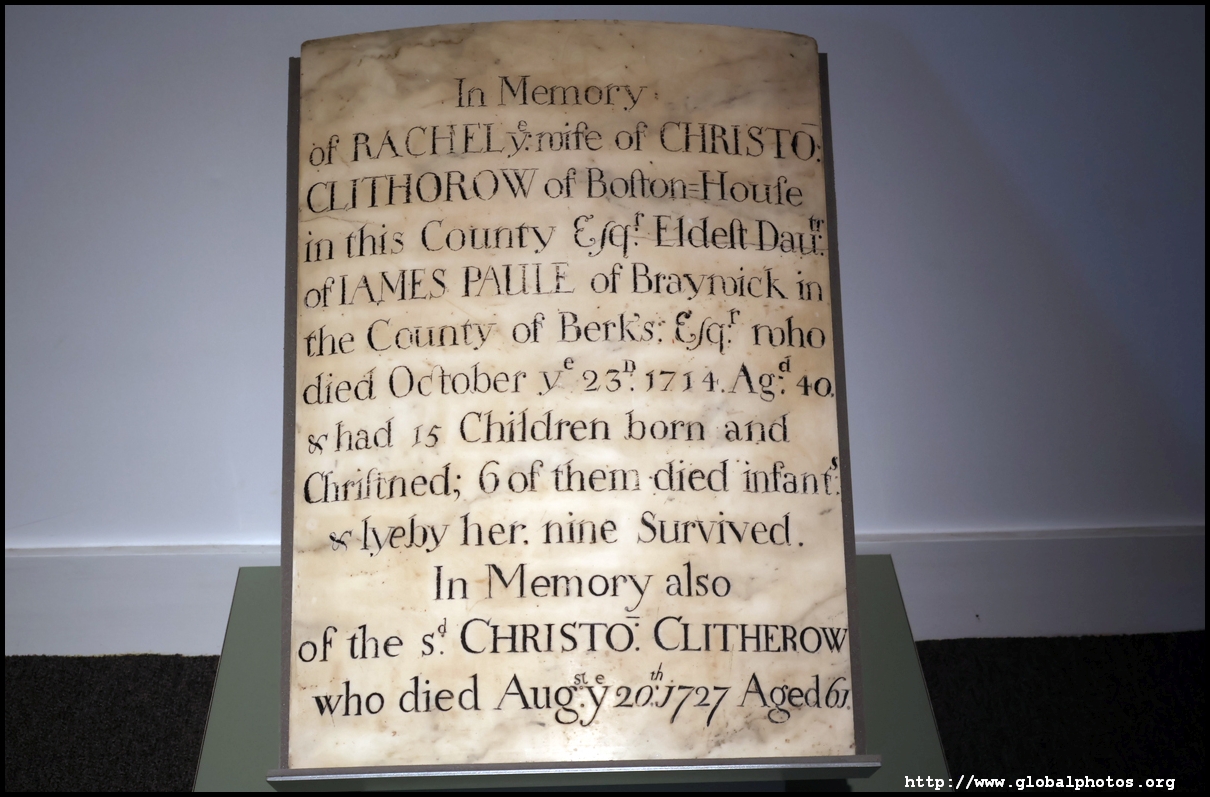 In Memory
of RACHEL yᵉ: wife of CHRISTO̅:
CLITHOROW of Boſton=Houſe
in this County Eſqʳ. Eldeſt Dauᵗʳ:
of IAMES PAULE of Braywick in
the County of Berk's: Eſqʳ. who
died October yᵉ 23ᴰ. 1714. Agᵈ: 40.
& had 15 Children born and
Chriſtned; 6 of them died infantˢ:
& lyeby her. nine Survived.
In Memory also
of the sᵈ. CHRISTO̅: CLITHEROW
who died Augˢᵗ: yᵉ 20ᵗʰ: 1727 Aged 61.
http://www.globalphotos.org